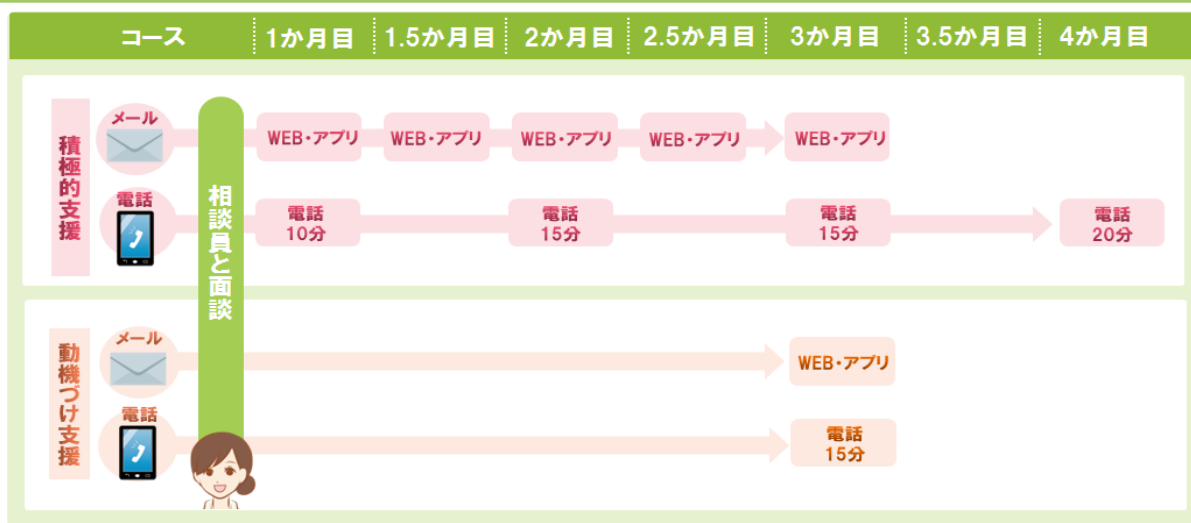 コース
1か月目
1.5か月目
2か月目
2.5か月目
3か月目
3.5か月目
4か月目
積極的支援
メール
WEB・アプリ
WEB・アプリ
WEB・アプリ
WEB・アプリ
WEB・アプリ
電話
電話
10分
電話
15分
電話
15分
電話
20分
相談員と面談
動機づけ支援
メール
WEB・アプリ
電話
電話
15分